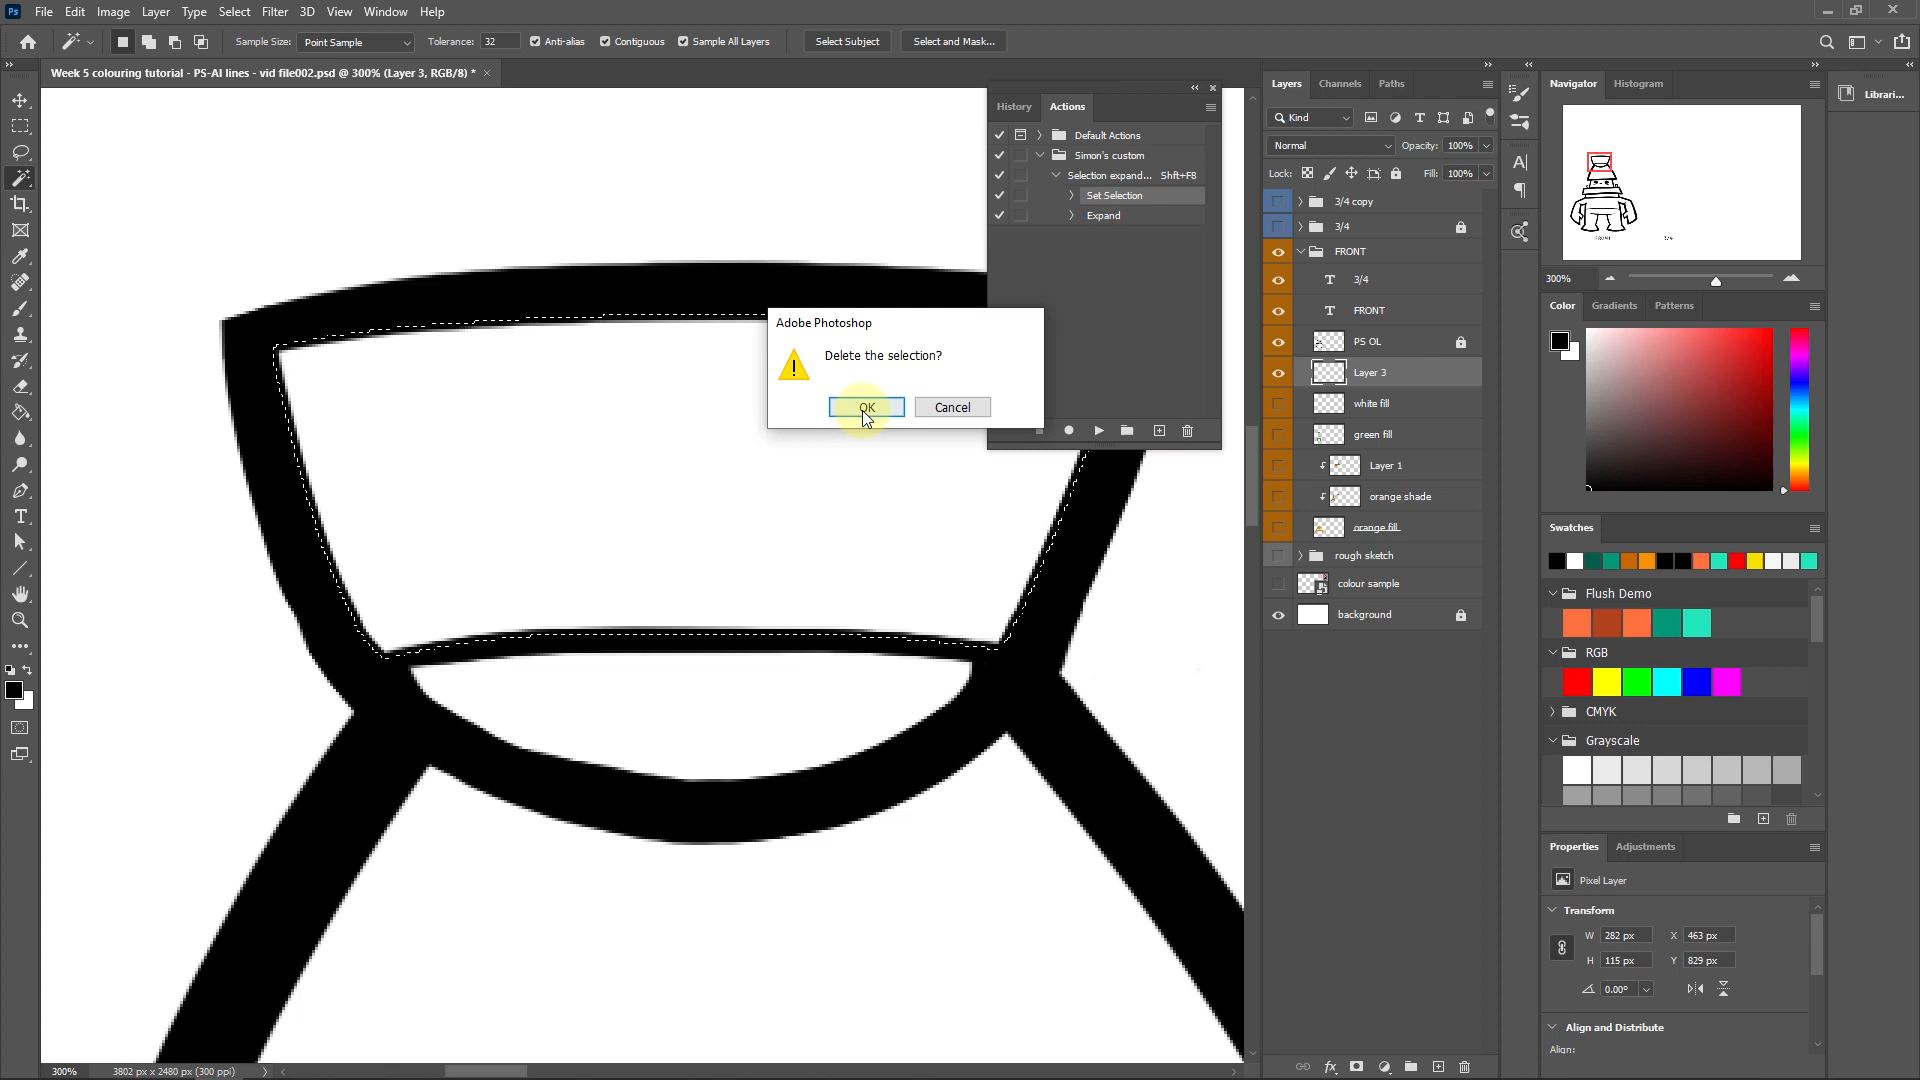 Ps File Edit Image Layer Type Select Filter 3D View Window Help
Sample Size: Point Sample Tolerance: 32 Anti-alias Contiguous Sample All Layers Select Subject Select and Mask...
Week 5 colouring tutorial - PS-AI lines - vid file002.psd @ 300% (Layer 3, RGB/8) *
History Actions
Default Actions
Simon's custom
Selection expand... Shft+F8
Set Selection
Expand
Adobe Photoshop
Delete the selection?
OK Cancel
Layers Channels Paths
Kind
Normal Opacity: 100%
Lock: Fill: 100%
3/4 copy
3/4
FRONT
T 3/4
T FRONT
PS OL
Layer 3
white fill
green fill
Layer 1
orange shade
orange fill
rough sketch
colour sample
background
Navigator Histogram
FRONT 3/4
300%
Color Gradients Patterns
Swatches
Flush Demo
RGB
CMYK
Grayscale
Properties Adjustments
Pixel Layer
Transform
W 282 px X 463 px
H 115 px Y 829 px
0.00°
Align and Distribute
Align:
Librari...
300% 3802 px x 2480 px (300 ppi)